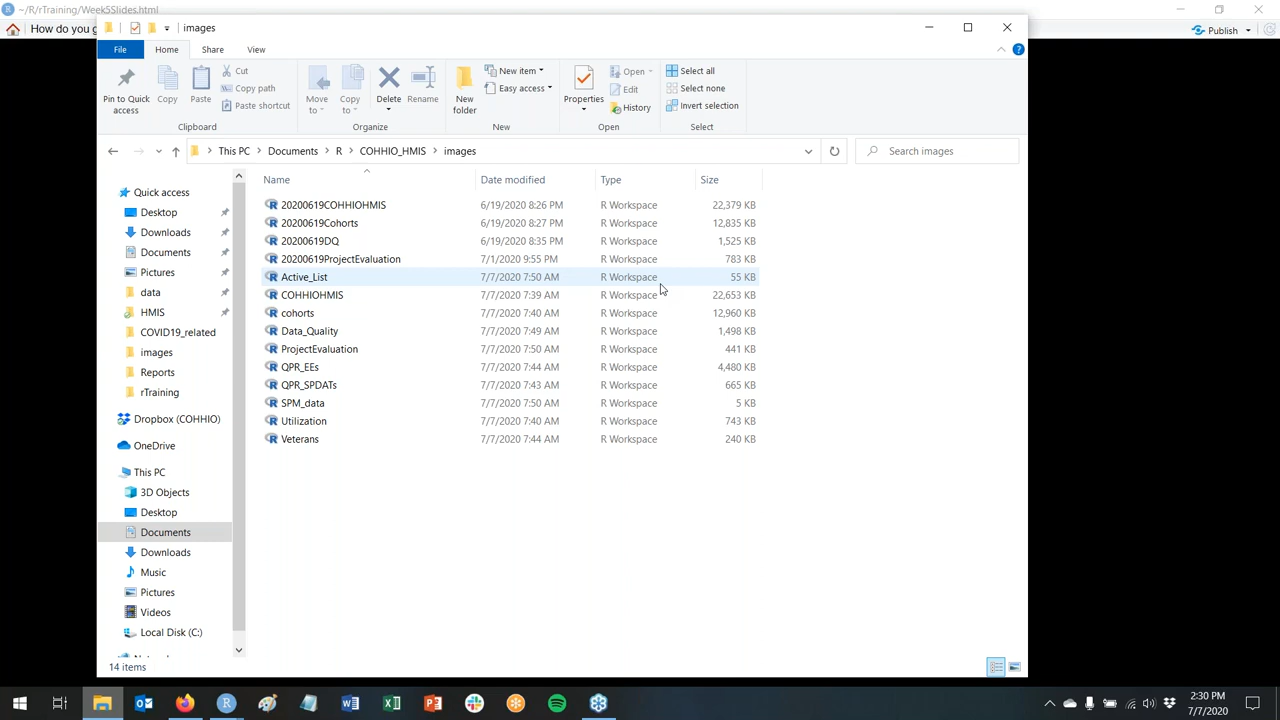 ~/R/rTraining/Week5Slides.html
How do you g
Publish
images
File Home Share View
Pin to Quick access
Copy
Paste
Cut
Copy path
Paste shortcut
Clipboard
Move to
Copy to
Delete
Rename
Organize
New folder
New item
Easy access
New
Properties
Open
Edit
History
Open
Select all
Select none
Invert selection
Select
This PC > Documents > R > COHHIO_HMIS > images
Search images
Name Date modified Type Size
20200619COHHIOHMIS 6/19/2020 8:26 PM R Workspace 22,379 KB
20200619Cohorts 6/19/2020 8:27 PM R Workspace 12,835 KB
20200619DQ 6/19/2020 8:35 PM R Workspace 1,525 KB
20200619ProjectEvaluation 7/1/2020 9:55 PM R Workspace 783 KB
Active_List 7/7/2020 7:50 AM R Workspace 55 KB
COHHIOHMIS 7/7/2020 7:39 AM R Workspace 22,653 KB
cohorts 7/7/2020 7:40 AM R Workspace 12,960 KB
Data_Quality 7/7/2020 7:49 AM R Workspace 1,498 KB
ProjectEvaluation 7/7/2020 7:50 AM R Workspace 441 KB
QPR_EEs 7/7/2020 7:44 AM R Workspace 4,480 KB
QPR_SPDATs 7/7/2020 7:43 AM R Workspace 665 KB
SPM_data 7/7/2020 7:50 AM R Workspace 5 KB
Utilization 7/7/2020 7:40 AM R Workspace 743 KB
Veterans 7/7/2020 7:44 AM R Workspace 240 KB
Quick access
Desktop
Downloads
Documents
Pictures
data
HMIS
COVID19_related
images
Reports
rTraining
Dropbox (COHHIO)
OneDrive
This PC
3D Objects
Desktop
Documents
Downloads
Music
Pictures
Videos
Local Disk (C:)
14 items
2:30 PM
7/7/2020